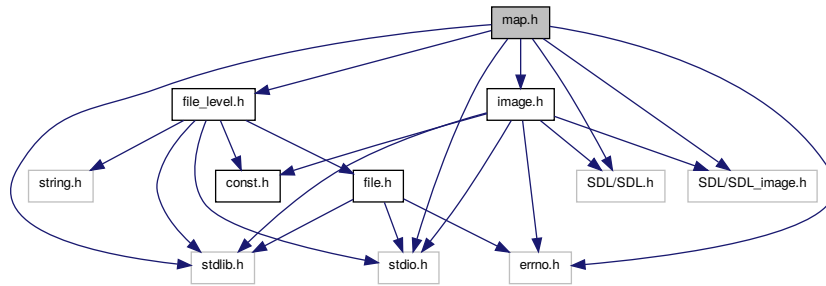 map.h
file_level.h
image.h
string.h
const.h
file.h
SDL/SDL.h
SDL/SDL_image.h
stdlib.h
stdio.h
errno.h